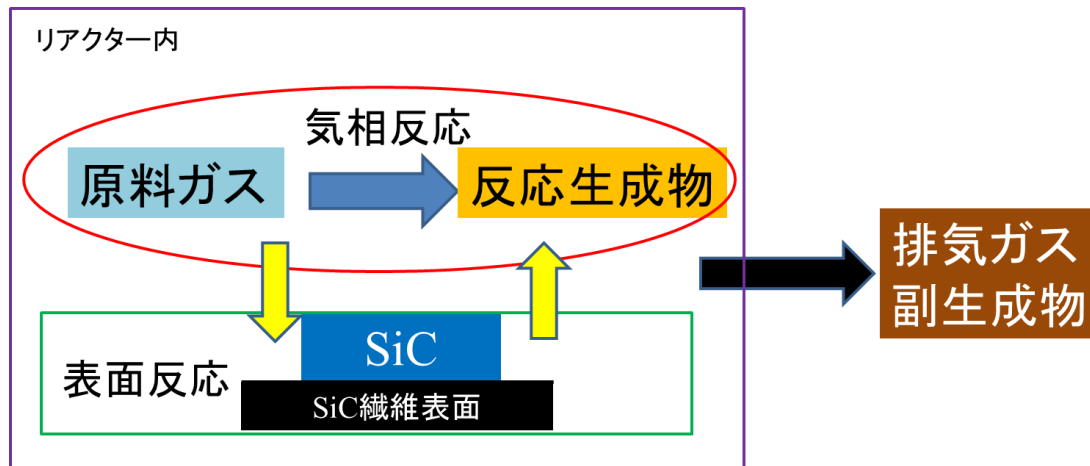 リアクター内
気相反応
原料ガス
反応生成物
排気ガス
副生成物
SiC
表面反応
SiC繊維表面